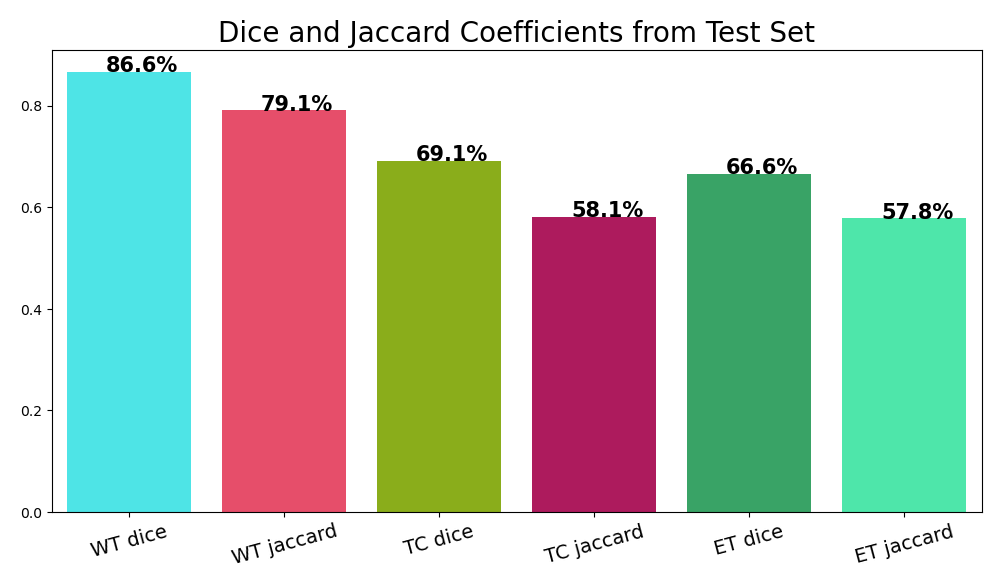 Dice and Jaccard Coefficients from Test Set
86.6%
79.1%
69.1%
58.1%
66.6%
57.8%
0.8
0.6
0.4
0.2
0.0
WT dice
WT jaccard
TC dice
TC jaccard
ET dice
ET jaccard